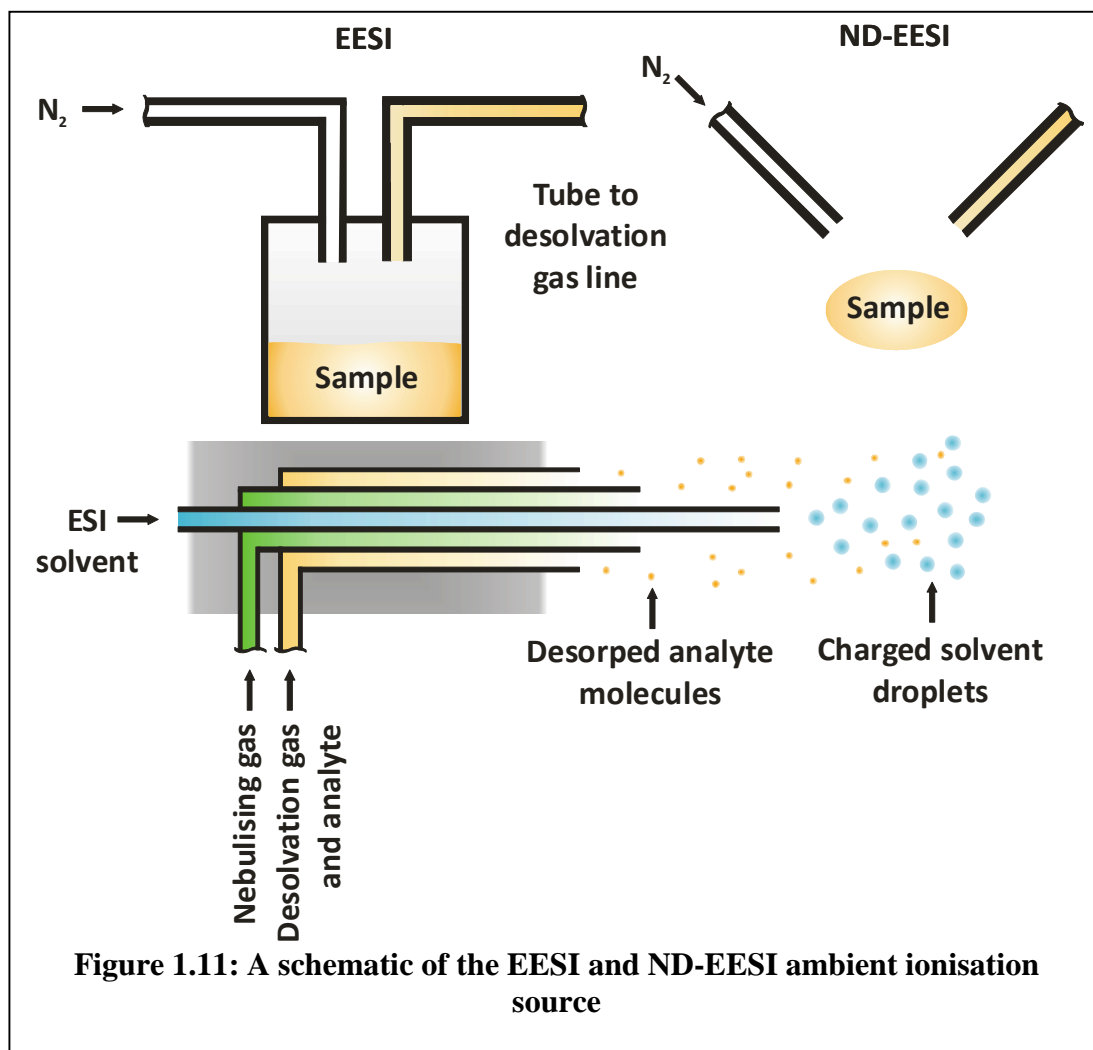 EESI
ND-EESI
N₂
N₂
Tube to
desolvation
gas line
Sample
Sample
ESI
solvent
Desorped analyte
molecules
Charged solvent
droplets
Nebulising gas
Desolvation gas
and analyte
Figure 1.11: A schematic of the EESI and ND-EESI ambient ionisation
source